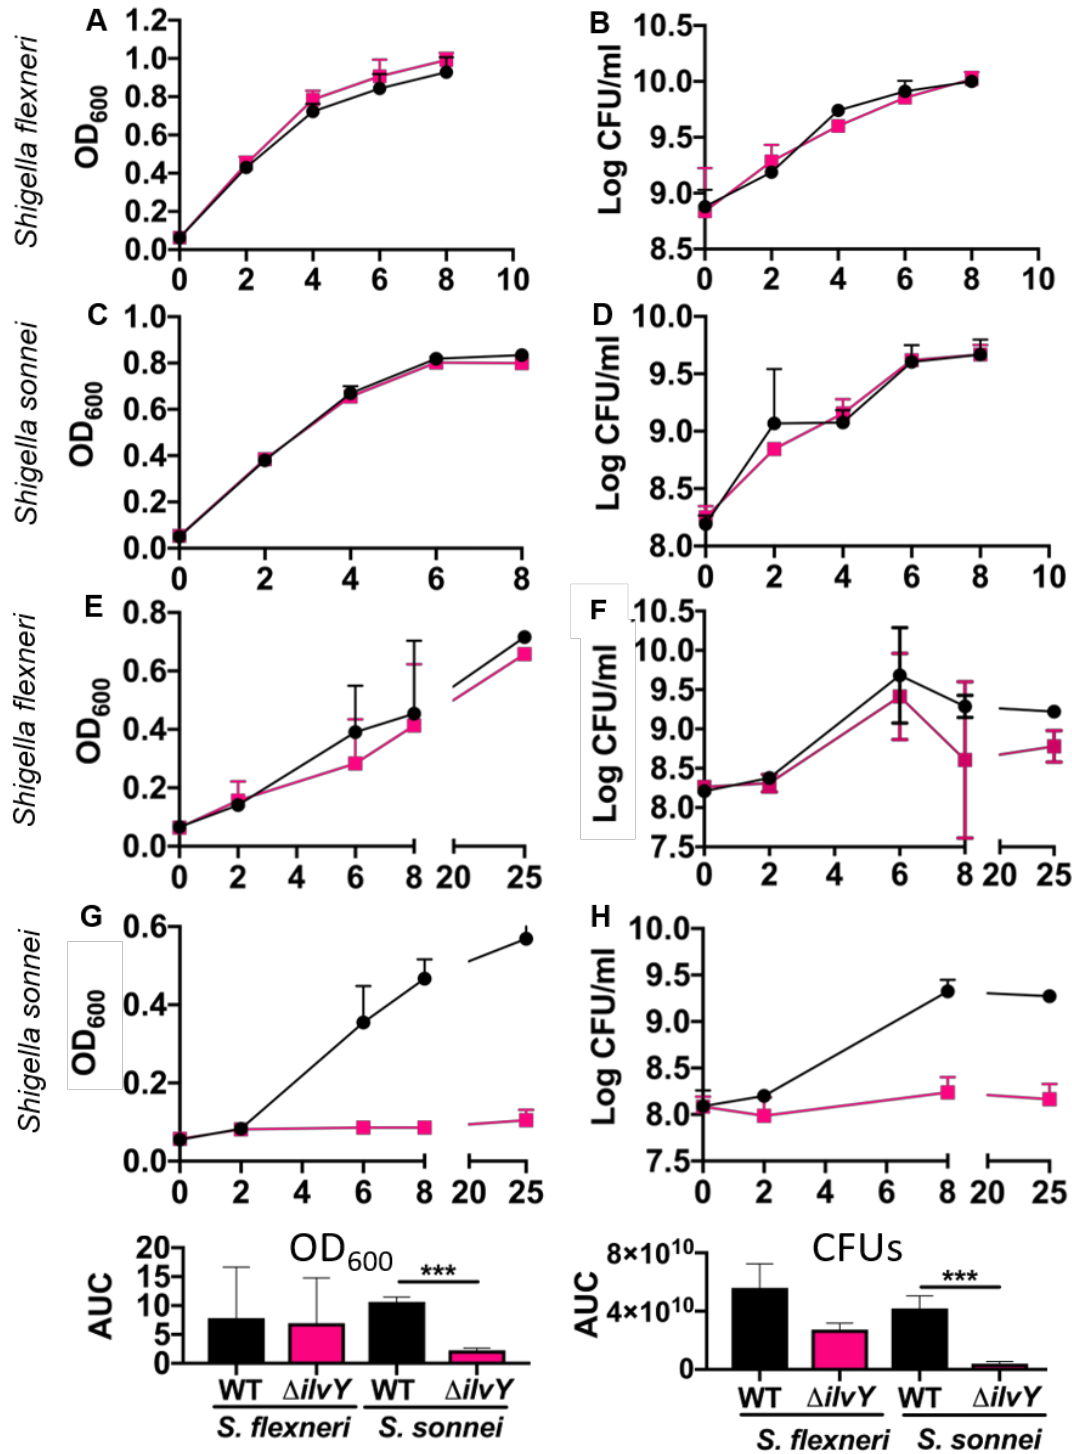 A
Shigella flexneri
OD600
1.2
1.0
0.8
0.6
0.4
0.2
0.0
0 2 4 6 8 10
B
Log CFU/ml
10.5
10.0
9.5
9.0
8.5
0 2 4 6 8 10
C
Shigella sonnei
OD600
1.0
0.8
0.6
0.4
0.2
0.0
0 2 4 6 8
D
Log CFU/ml
10.0
9.5
9.0
8.5
8.0
0 2 4 6 8 10
E
Shigella flexneri
OD600
0.8
0.6
0.4
0.2
0.0
0 2 4 6 8 20 25
F
Log CFU/ml
10.5
10.0
9.5
9.0
8.5
8.0
7.5
0 2 4 6 8 20 25
G
Shigella sonnei
OD600
0.6
0.4
0.2
0.0
0 2 4 6 8 20 25
H
Log CFU/ml
10.0
9.5
9.0
8.5
8.0
7.5
0 2 4 6 8 20 25
OD600
AUC
20
15
10
5
0
***
WT ΔilvY WT ΔilvY
S. flexneri S. sonnei
CFUs
AUC
8×10¹⁰
4×10¹⁰
0
***
WT ΔilvY WT ΔilvY
S. flexneri S. sonnei